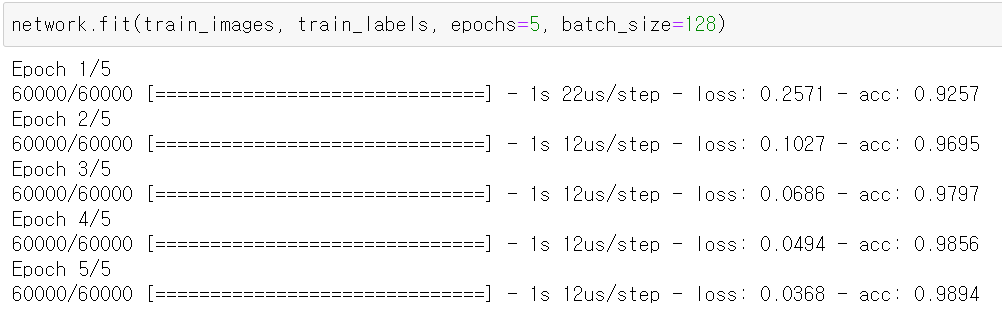 network.fit(train_images, train_labels, epochs=5, batch_size=128)
Epoch 1/5
60000/60000 [==============================] - 1s 22us/step - loss: 0.2571 - acc: 0.9257
Epoch 2/5
60000/60000 [==============================] - 1s 12us/step - loss: 0.1027 - acc: 0.9695
Epoch 3/5
60000/60000 [==============================] - 1s 12us/step - loss: 0.0686 - acc: 0.9797
Epoch 4/5
60000/60000 [==============================] - 1s 12us/step - loss: 0.0494 - acc: 0.9856
Epoch 5/5
60000/60000 [==============================] - 1s 12us/step - loss: 0.0368 - acc: 0.9894